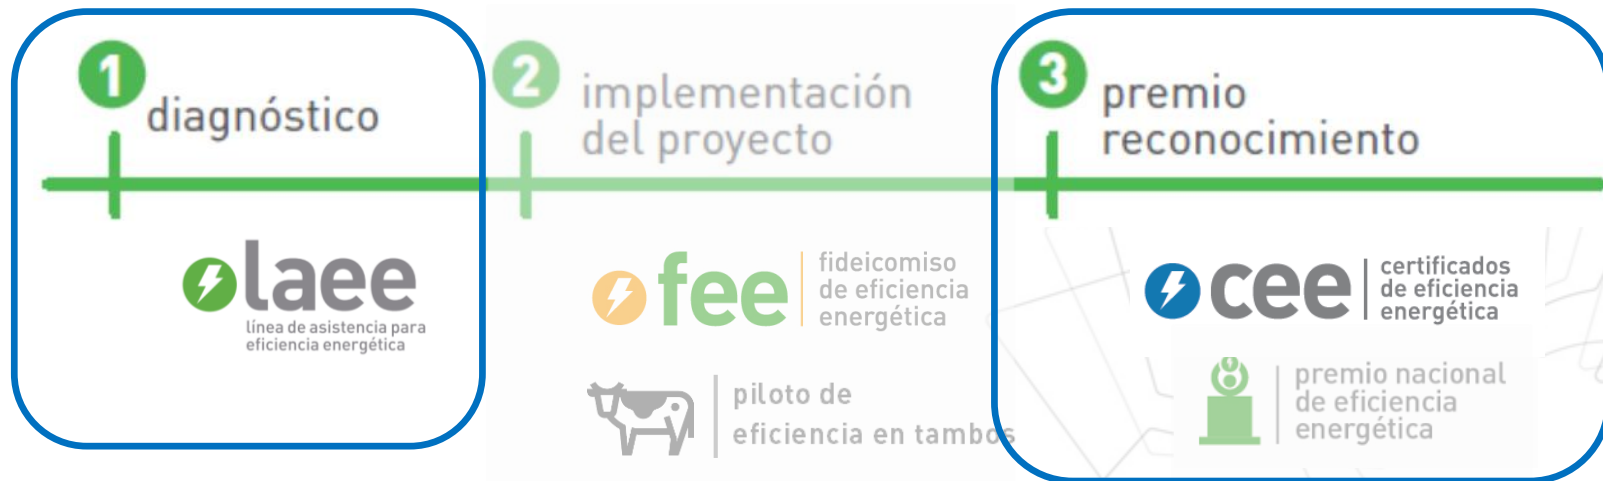 1
diagnóstico
laee
línea de asistencia para
eficiencia energética
2
implementación
del proyecto
fee
fideicomiso
de eficiencia
energética
piloto de
eficiencia en tambos
3
premio
reconocimiento
cee
certificados
de eficiencia
energética
premio nacional
de eficiencia
energética